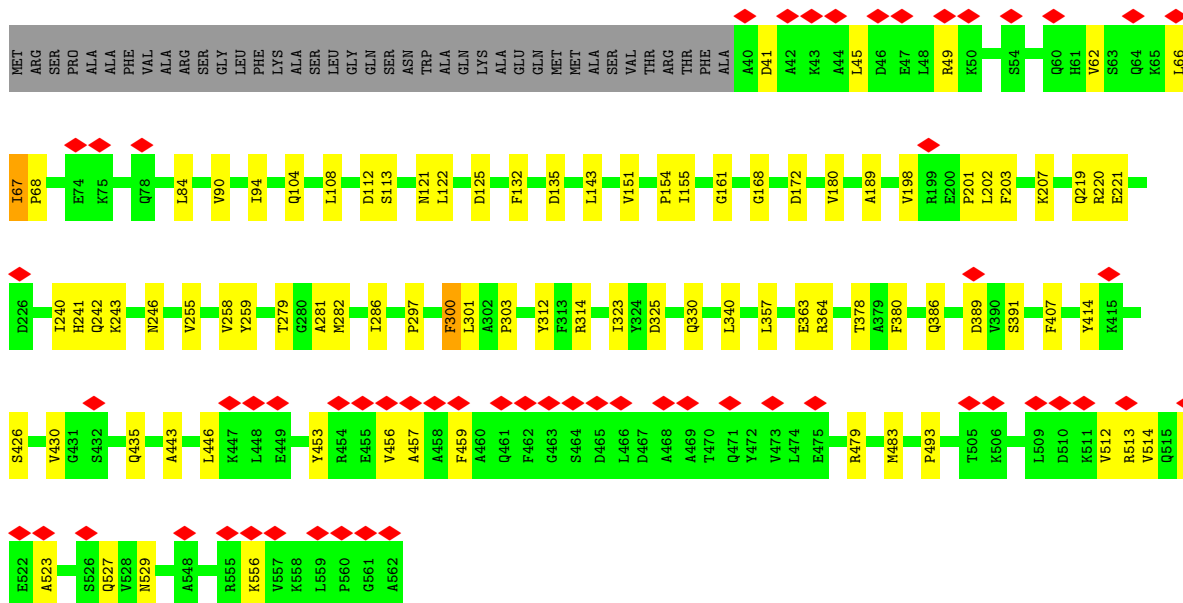 MET ARG SER PRO ALA ALA PHE VAL ALA ARG SER GLY LEU PHE LYS ALA SER LEU GLY GLN SER ASN TRP ALA GLN LYS ALA GLU GLN MET MET ALA SER VAL THR ARG THR PHE ALA A40 D41 A42 K43 A44 L45 D46 E47 L48 R49 K50 S54 Q60 H61 V62 S63 Q64 K65 L66
I67 P68 E74 K75 Q78 L84 V90 I94 Q104 L108 D112 S113 N121 L122 D125 F132 D135 L143 V151 P154 I155 G161 G168 D172 V180 A189 V198 R199 E200 P201 L202 F203 K207 Q219 R220 E221
D226 I240 H241 Q242 K243 N246 V255 V258 Y259 T279 G280 A281 M282 I286 P297 F300 L301 A302 P303 Y312 F313 R314 I323 Y324 D325 Q330 L340 L357 E363 R364 T378 A379 F380 Q386 D389 V390 S391 F407 Y414 K415
S426 V430 G431 S432 Q435 A443 L446 K447 L448 E449 Y453 R454 E455 V456 A457 A458 F459 A460 Q461 F462 G463 S464 D465 L466 D467 A468 A469 T470 Q471 Y472 V473 L474 E475 R479 M483 P493 T505 K506 L509 D510 K511 V512 R513 V514 Q515
E522 A523 S526 Q527 V528 N529 A548 R555 K556 V557 K558 L559 P560 G561 A562